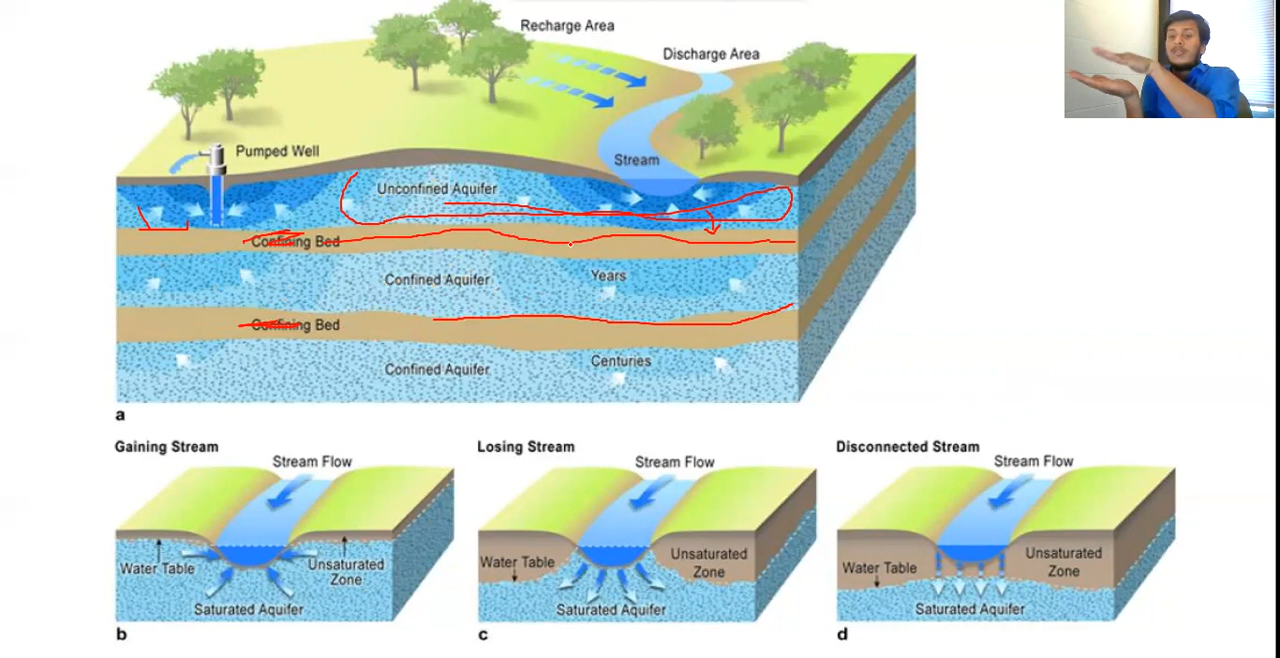 Recharge Area
Discharge Area
Pumped Well
Stream
Unconfined Aquifer
Confining Bed
Confined Aquifer
Years
Confining Bed
Confined Aquifer
Centuries
a
Gaining Stream
Stream Flow
Water Table
Unsaturated
Zone
Saturated Aquifer
b
Losing Stream
Stream Flow
Water Table
Unsaturated
Zone
Saturated Aquifer
c
Disconnected Stream
Stream Flow
Water Table
Unsaturated
Zone
Saturated Aquifer
d